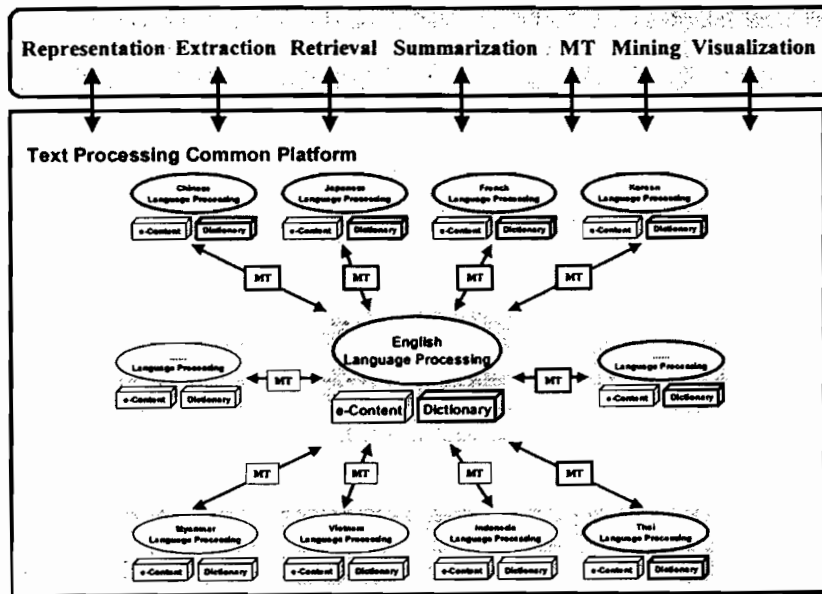 Representation Extraction Retrieval Summarization MT Mining Visualization
Text Processing Common Platform
Chinese
Language Processing
e-Content Dictionary
Japanese
Language Processing
e-Content Dictionary
French
Language Processing
e-Content Dictionary
Korean
Language Processing
e-Content Dictionary
MT MT MT MT
English
Language Processing
e-Content Dictionary
......
Language Processing
e-Content Dictionary
MT
MT
......
Language Processing
e-Content Dictionary
MT MT MT MT
Myanmar
Language Processing
e-Content Dictionary
Vietnam
Language Processing
e-Content Dictionary
Indonesia
Language Processing
e-Content Dictionary
Thai
Language Processing
e-Content Dictionary